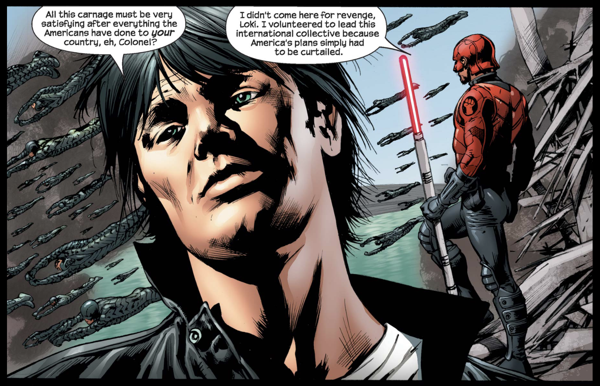 All this carnage must be very
satisfying after everything the
Americans have done to your
country, eh, Colonel?
I didn't come here for revenge,
Loki. I volunteered to lead this
international collective because
America's plans simply had
to be curtailed.